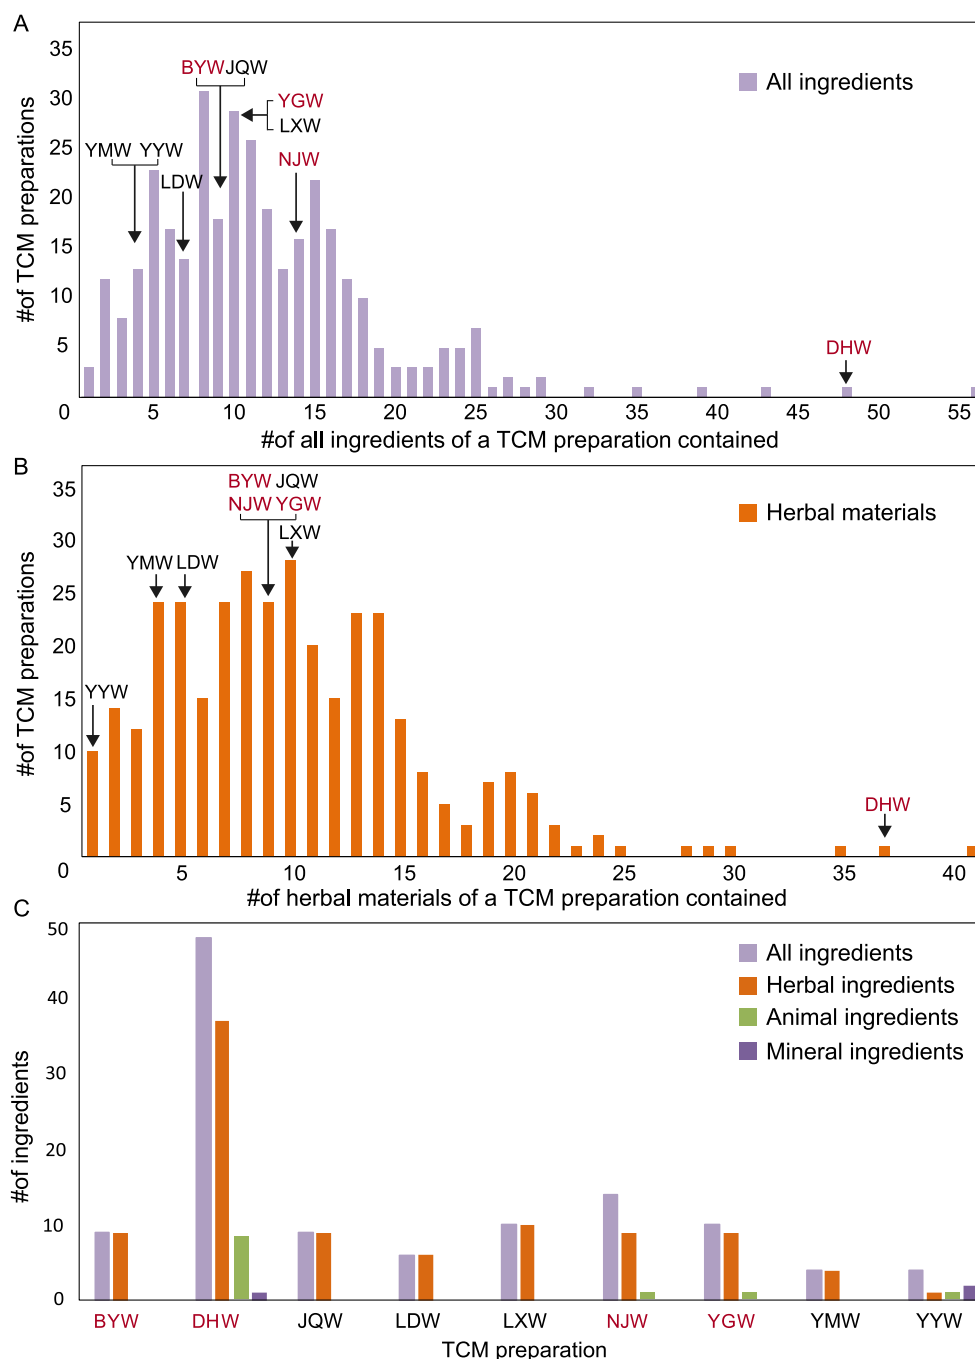 A
35
30
25
20
15
10
5
0
#of TCM preparations
BYW JQW
YGW
LXW
YMW YYW
LDW
NJW
DHW
All ingredients
5 10 15 20 25 30 35 40 45 50 55
#of all ingredients of a TCM preparation contained
B
35
30
25
20
15
10
5
0
#of TCM preparations
BYW JQW
NJW YGW
LXW
YMW LDW
YYW
DHW
Herbal materials
5 10 15 20 25 30 35 40
#of herbal materials of a TCM preparation contained
C
50
40
30
20
10
0
#of ingredients
All ingredients
Herbal ingredients
Animal ingredients
Mineral ingredients
BYW DHW JQW LDW LXW NJW YGW YMW YYW
TCM preparation